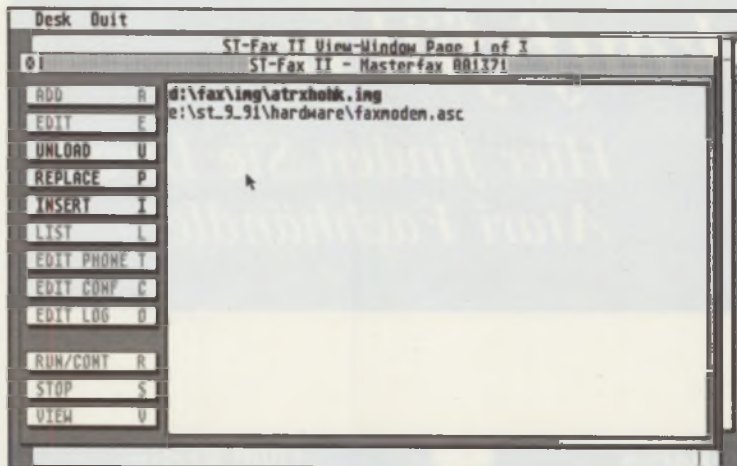 Desk Quit
ST-Fax II View-Window Page 1 of 3
ST-Fax II - Masterfax 001371
ADD A
EDIT E
UNLOAD U
REPLACE P
INSERT I
LIST L
EDIT PHONE T
EDIT CONF C
EDIT LOG O
RUN/CONT R
STOP S
VIEW V
d:\fax\img\atrxhohk.img
e:\st_9_91\hardware\faxmodem.asc